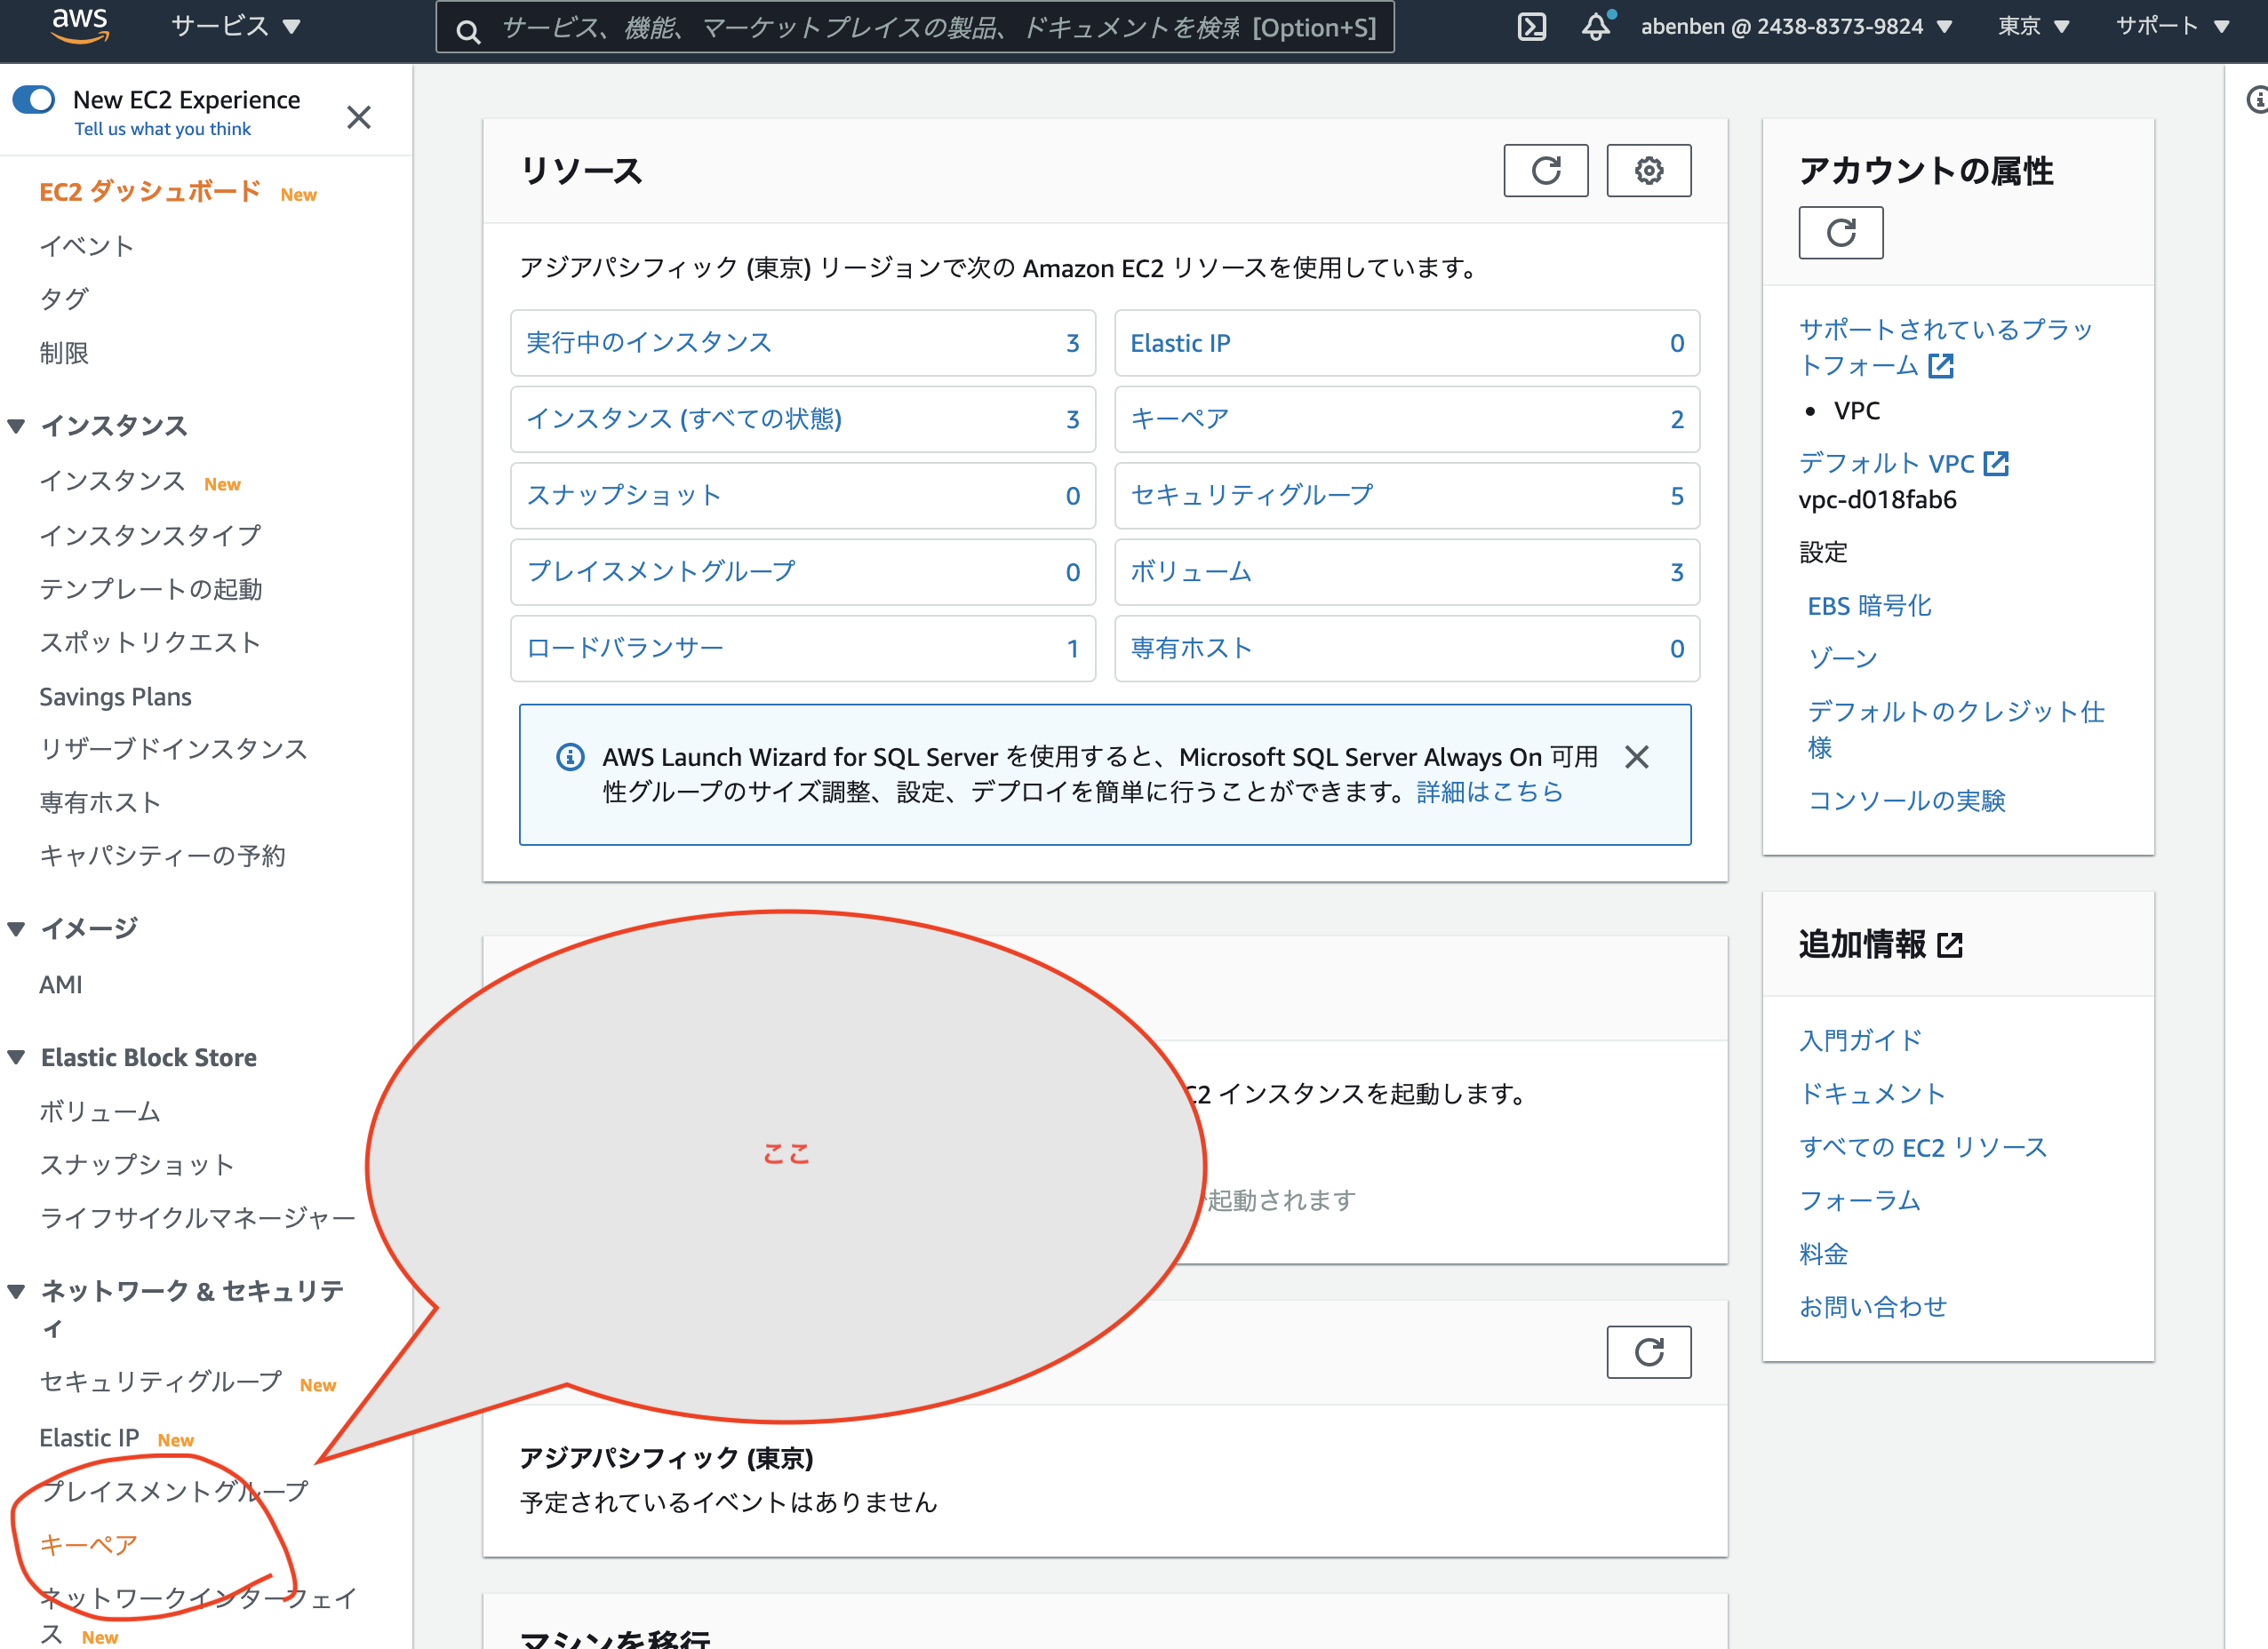 aws
サービス
サービス、機能、マーケットプレイスの製品、ドキュメントを検索 [Option+S]
abenben @ 2438-8373-9824
東京
サポート
New EC2 Experience
Tell us what you think
EC2 ダッシュボード New
イベント
タグ
制限
インスタンス
インスタンス New
インスタンスタイプ
テンプレートの起動
スポットリクエスト
Savings Plans
リザーブドインスタンス
専有ホスト
キャパシティーの予約
イメージ
AMI
Elastic Block Store
ボリューム
スナップショット
ライフサイクルマネージャー
ネットワーク & セキュリテ
ィ
セキュリティグループ New
Elastic IP New
プレイスメントグループ
キーペア
ネットワークインターフェイ
ス New
リソース
アジアパシフィック (東京) リージョンで次の Amazon EC2 リソースを使用しています。
実行中のインスタンス 3
Elastic IP 0
インスタンス (すべての状態) 3
キーペア 2
スナップショット 0
セキュリティグループ 5
プレイスメントグループ 0
ボリューム 3
ロードバランサー 1
専有ホスト 0
AWS Launch Wizard for SQL Server を使用すると、Microsoft SQL Server Always On 可用
性グループのサイズ調整、設定、デプロイを簡単に行うことができます。詳細はこちら
C2 インスタンスを起動します。
ここ
起動されます
アジアパシフィック (東京)
予定されているイベントはありません
マシンを移行
アカウントの属性
サポートされているプラッ
トフォーム
• VPC
デフォルト VPC
vpc-d018fab6
設定
EBS 暗号化
ゾーン
デフォルトのクレジット仕
様
コンソールの実験
追加情報
入門ガイド
ドキュメント
すべての EC2 リソース
フォーラム
料金
お問い合わせ